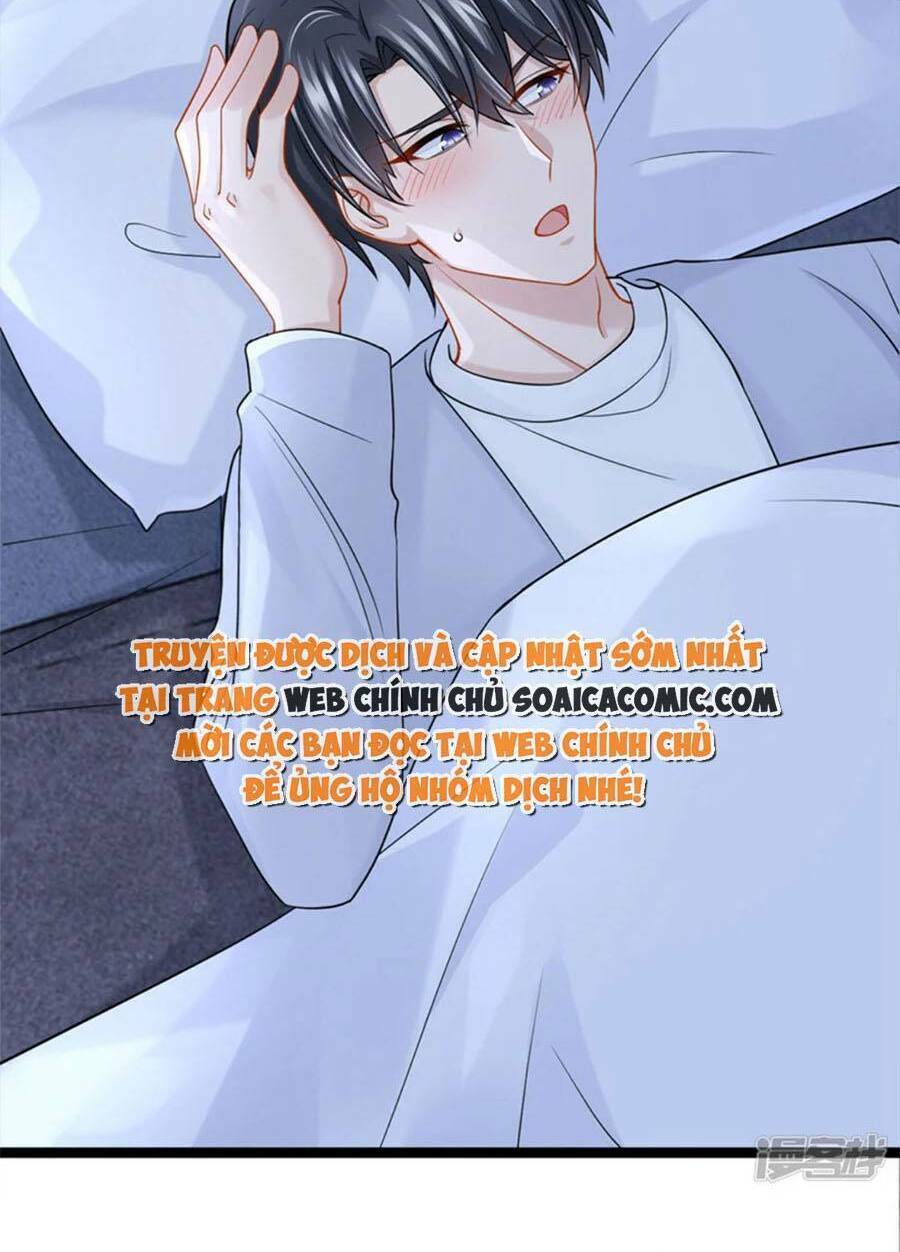 TRUYỆN ĐƯỢC DỊCH VÀ CẬP NHẬT SỚM NHẤT
TẠI TRANG WEB CHÍNH CHỦ SOAICACOMIC.COM
MỜI CÁC BẠN ĐỌC TẠI WEB CHÍNH CHỦ
ĐỂ ỦNG HỘ NHÓM DỊCH NHÉ!
漫客栈